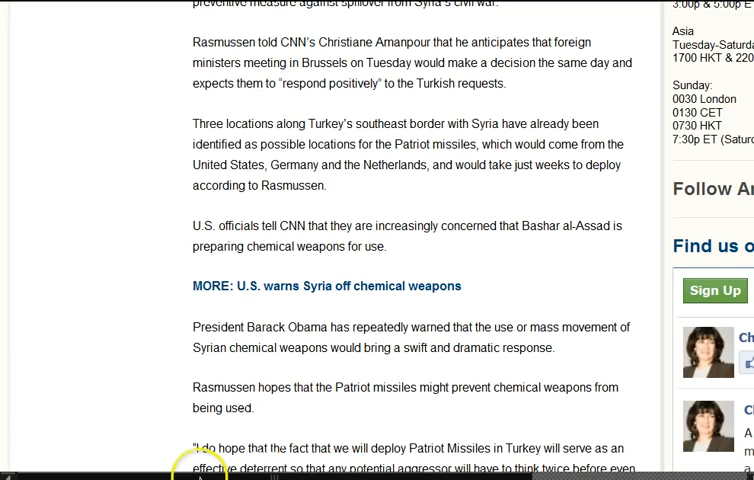 preventive measure against spillover from Syria's civil war.
Rasmussen told CNN's Christiane Amanpour that he anticipates that foreign
ministers meeting in Brussels on Tuesday would make a decision the same day and
expects them to "respond positively" to the Turkish requests.
Three locations along Turkey's southeast border with Syria have already been
identified as possible locations for the Patriot missiles, which would come from the
United States, Germany and the Netherlands, and would take just weeks to deploy
according to Rasmussen.
U.S. officials tell CNN that they are increasingly concerned that Bashar al-Assad is
preparing chemical weapons for use.
MORE: U.S. warns Syria off chemical weapons
President Barack Obama has repeatedly warned that the use or mass movement of
Syrian chemical weapons would bring a swift and dramatic response.
Rasmussen hopes that the Patriot missiles might prevent chemical weapons from
being used.
"I do hope that the fact that we will deploy Patriot Missiles in Turkey will serve as an
effective deterrent so that any potential aggressor will have to think twice before even
3:00p & 5:00p E
Asia
Tuesday-Satur
1700 HKT & 220
Sunday:
0030 London
0130 CET
0730 HKT
7:30p ET (Satur
Follow A
Find us o
Sign Up
Ch
C
A
m
a